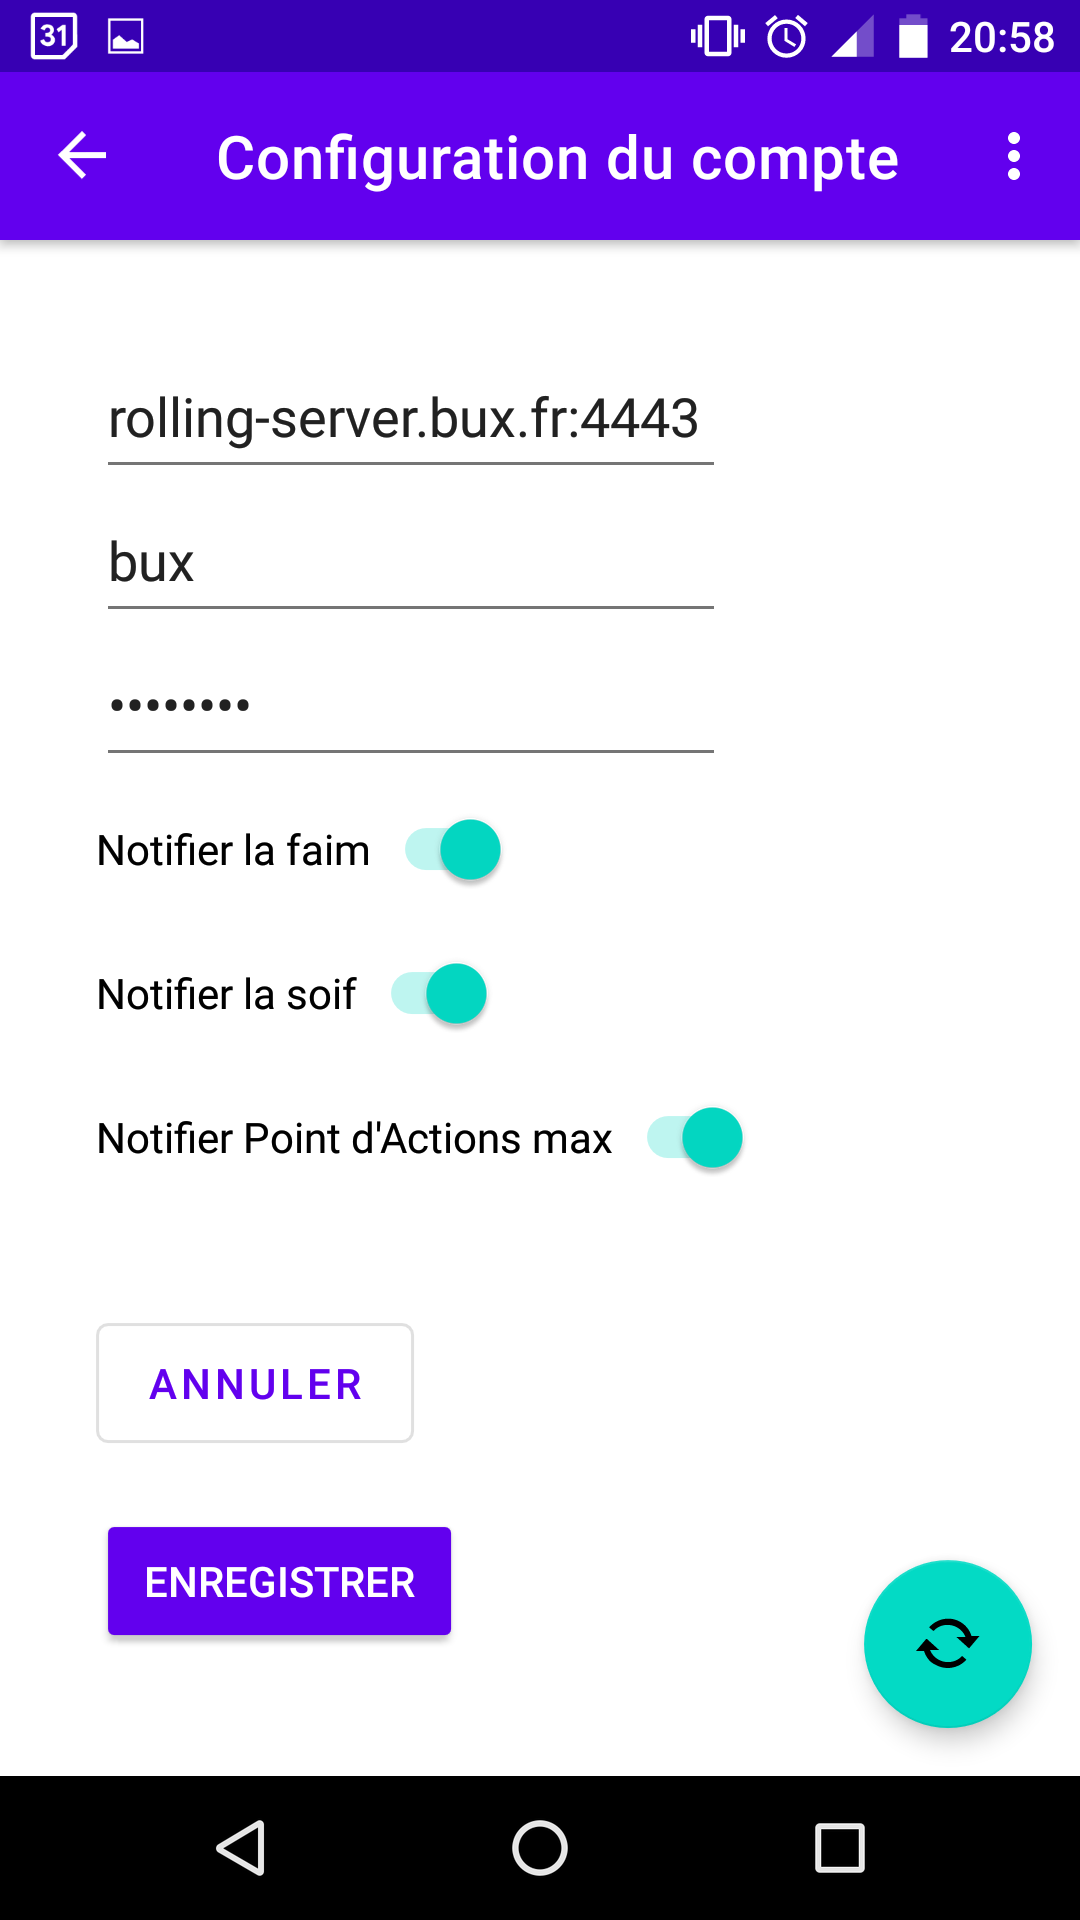 31
20:58
Configuration du compte
rolling-server.bux.fr:4443
bux
••••••••
Notifier la faim
Notifier la soif
Notifier Point d'Actions max
ANNULER
ENREGISTRER